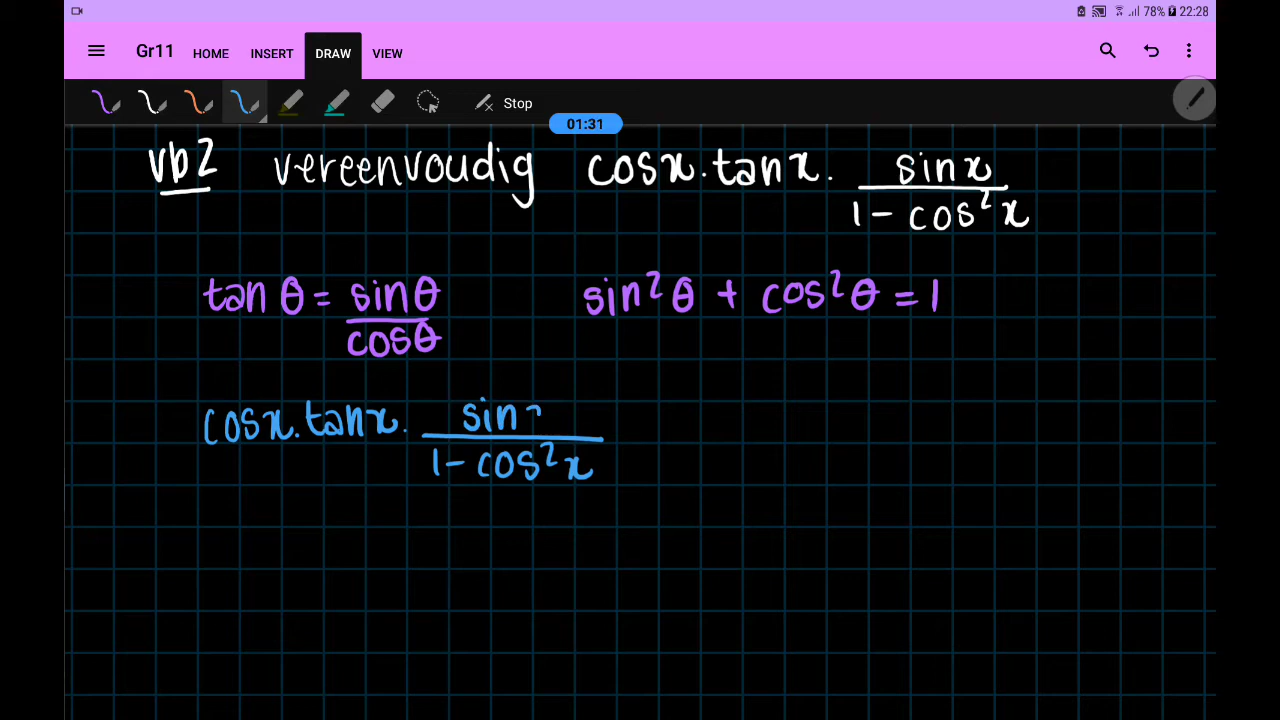 78% 22:28
Gr11 HOME INSERT DRAW VIEW
Stop
01:31
vb2 vereenvoudig cosx.tanx. sinx
1 - cos²x
tan θ = sinθ
cosθ
sin²θ + cos²θ = 1
cosx.tanx. sin
1 - cos²x